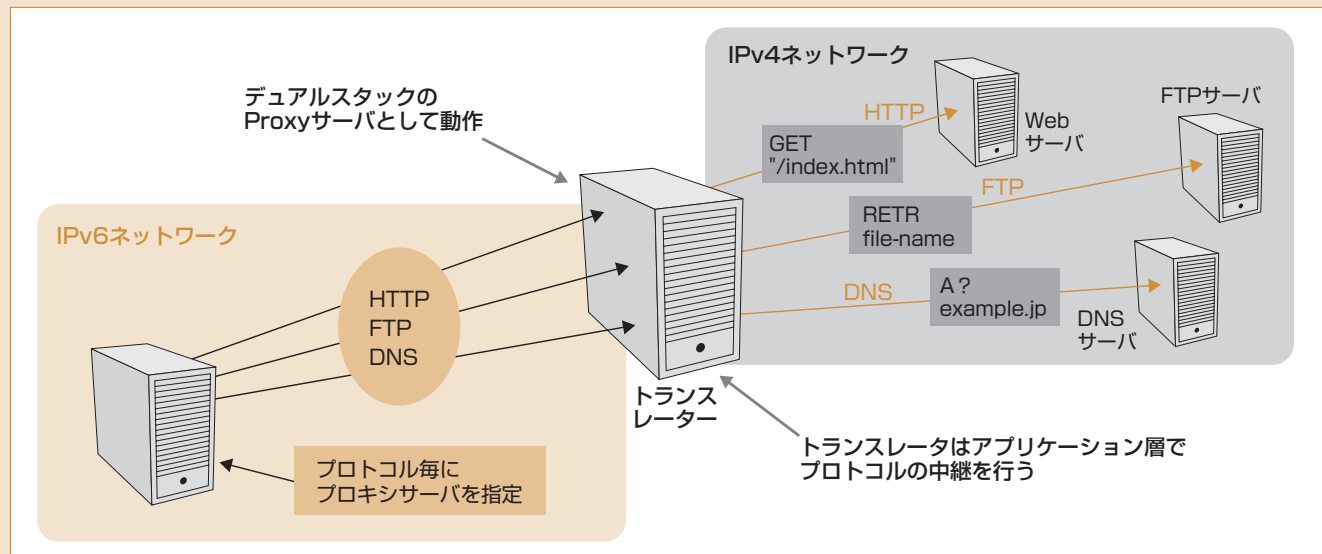 IPv4ネットワーク
デュアルスタックの
Proxyサーバとして動作
HTTP
Web
サーバ
FTPサーバ
GET
"/index.html"
FTP
RETR
file-name
IPv6ネットワーク
HTTP
FTP
DNS
DNS
A？
example.jp
DNS
サーバ
トランス
レーター
トランスレータはアプリケーション層で
プロトコルの中継を行う
プロトコル毎に
プロキシサーバを指定